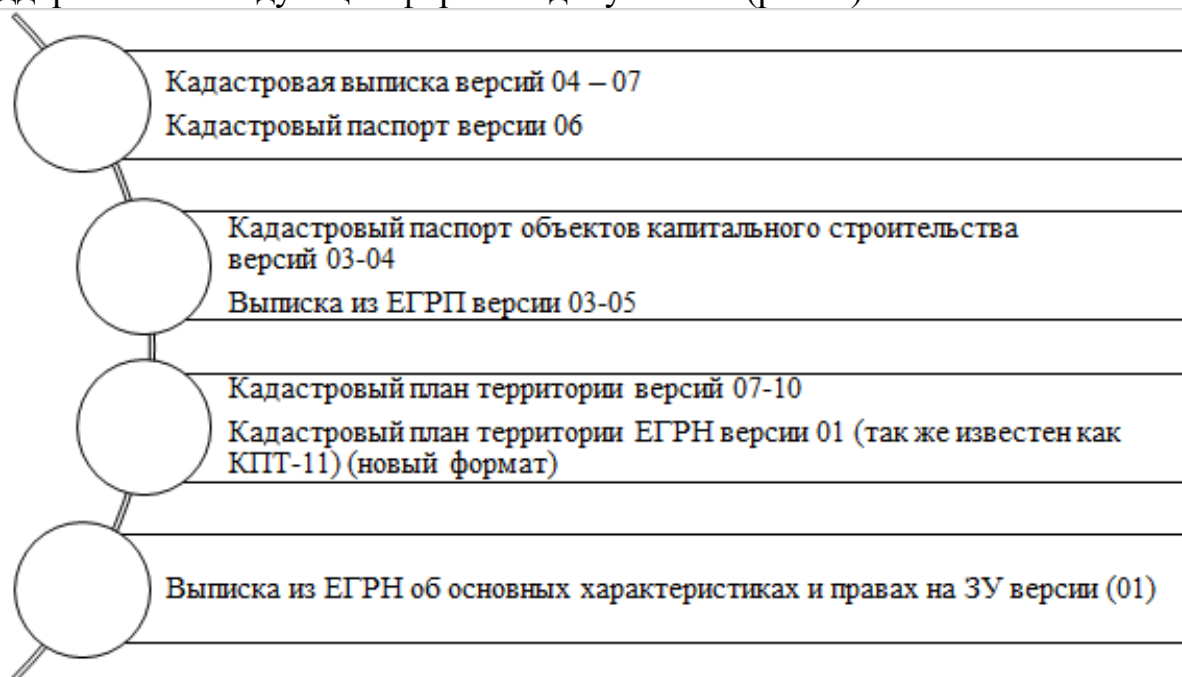 Кадастровая выписка версий 04 – 07
Кадастровый паспорт версии 06
Кадастровый паспорт объектов капитального строительства
версий 03-04
Выписка из ЕГРП версии 03-05
Кадастровый план территории версий 07-10
Кадастровый план территории ЕГРН версии 01 (так же известен как
КПТ-11) (новый формат)
Выписка из ЕГРН об основных характеристиках и правах на ЗУ версии (01)